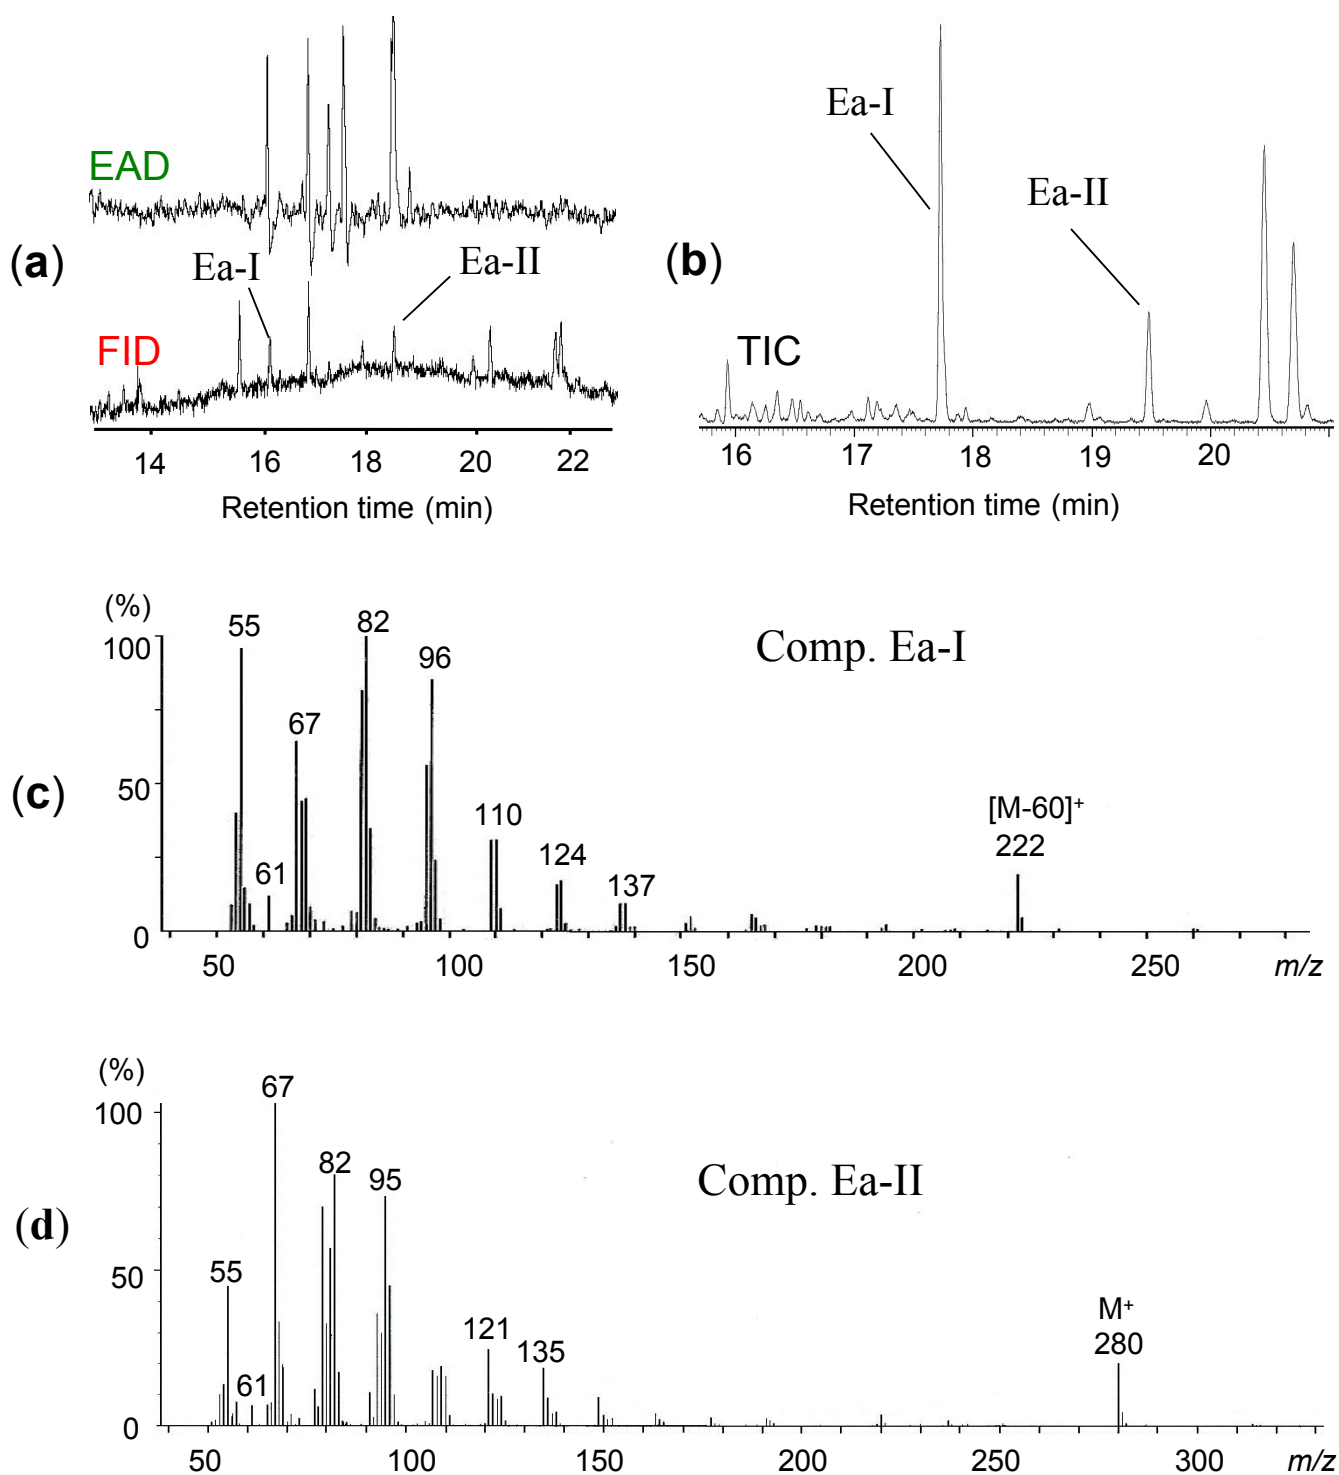 (a)
EAD
Ea-I
Ea-II
FID
14 16 18 20 22
Retention time (min)
(b)
Ea-I
Ea-II
TIC
16 17 18 19 20
Retention time (min)
(c)
(%)
100
50
0
55
61
67
82
96
110
124
137
[M-60]+
222
Comp. Ea-I
50 100 150 200 250 m/z
(d)
(%)
100
50
0
55
61
67
82
95
121
135
M+
280
Comp. Ea-II
50 100 150 200 250 300 m/z